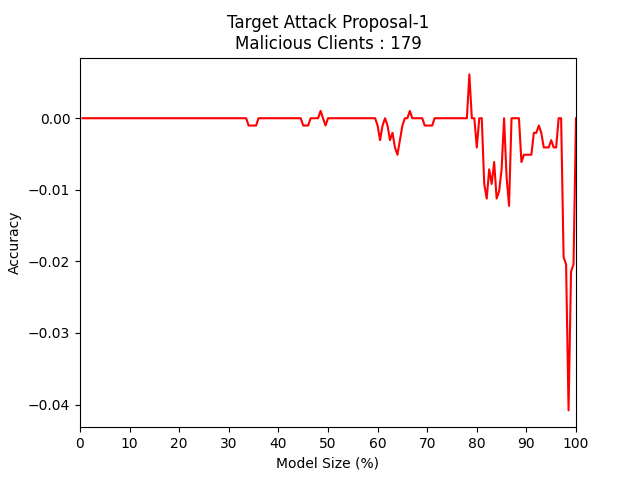 Target Attack Proposal-1
Malicious Clients : 179
0.00
−0.01
−0.02
−0.03
−0.04
Accuracy
0 10 20 30 40 50 60 70 80 90 100
Model Size (%)